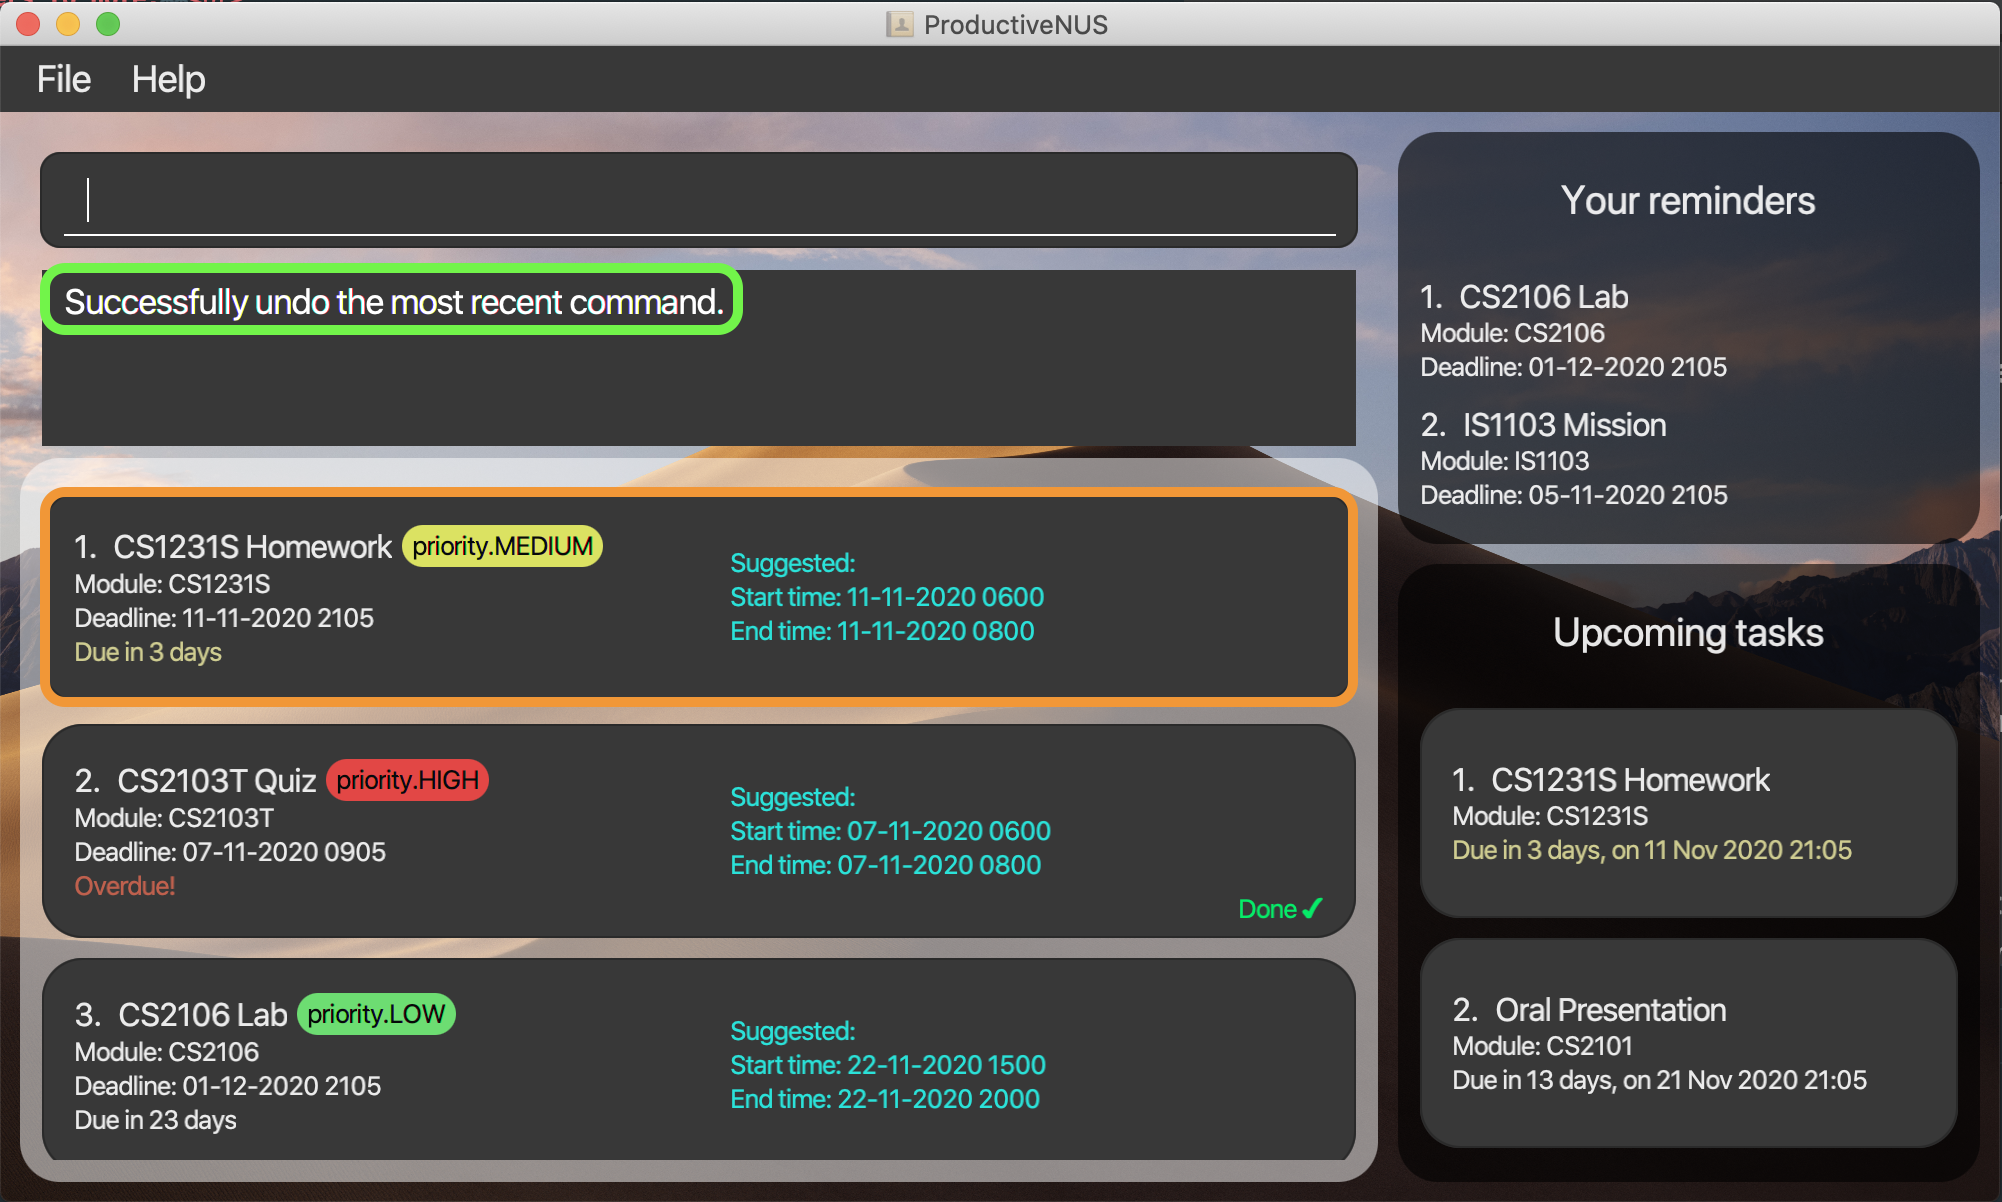 ProductiveNUS
File Help
Successfully undo the most recent command.
1. CS1231S Homework priority.MEDIUM
Module: CS1231S
Deadline: 11-11-2020 2105
Due in 3 days
Suggested:
Start time: 11-11-2020 0600
End time: 11-11-2020 0800
2. CS2103T Quiz priority.HIGH
Module: CS2103T
Deadline: 07-11-2020 0905
Overdue!
Suggested:
Start time: 07-11-2020 0600
End time: 07-11-2020 0800
Done ✔
3. CS2106 Lab priority.LOW
Module: CS2106
Deadline: 01-12-2020 2105
Due in 23 days
Suggested:
Start time: 22-11-2020 1500
End time: 22-11-2020 2000
Your reminders
1. CS2106 Lab
Module: CS2106
Deadline: 01-12-2020 2105
2. IS1103 Mission
Module: IS1103
Deadline: 05-11-2020 2105
Upcoming tasks
1. CS1231S Homework
Module: CS1231S
Due in 3 days, on 11 Nov 2020 21:05
2. Oral Presentation
Module: CS2101
Due in 13 days, on 21 Nov 2020 21:05